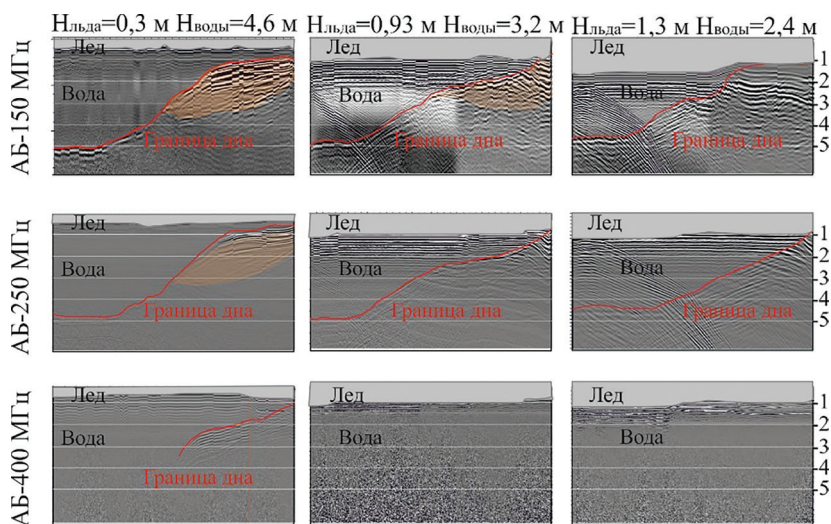 Hльда=0,3 м Hводы=4,6 м Hльда=0,93 м Hводы=3,2 м Hльда=1,3 м Hводы=2,4 м
АБ-150 МГц
Лед
Вода
Граница дна
Лед
Вода
Граница дна
Лед
Вода
Граница дна
-1
-2
-3
-4
-5
АБ-250 МГц
Лед
Вода
Граница дна
Лед
Вода
Граница дна
Лед
Вода
Граница дна
-1
-2
-3
-4
-5
АБ-400 МГц
Лед
Вода
Граница дна
Лед
Вода
Лед
Вода
-1
-2
-3
-4
-5